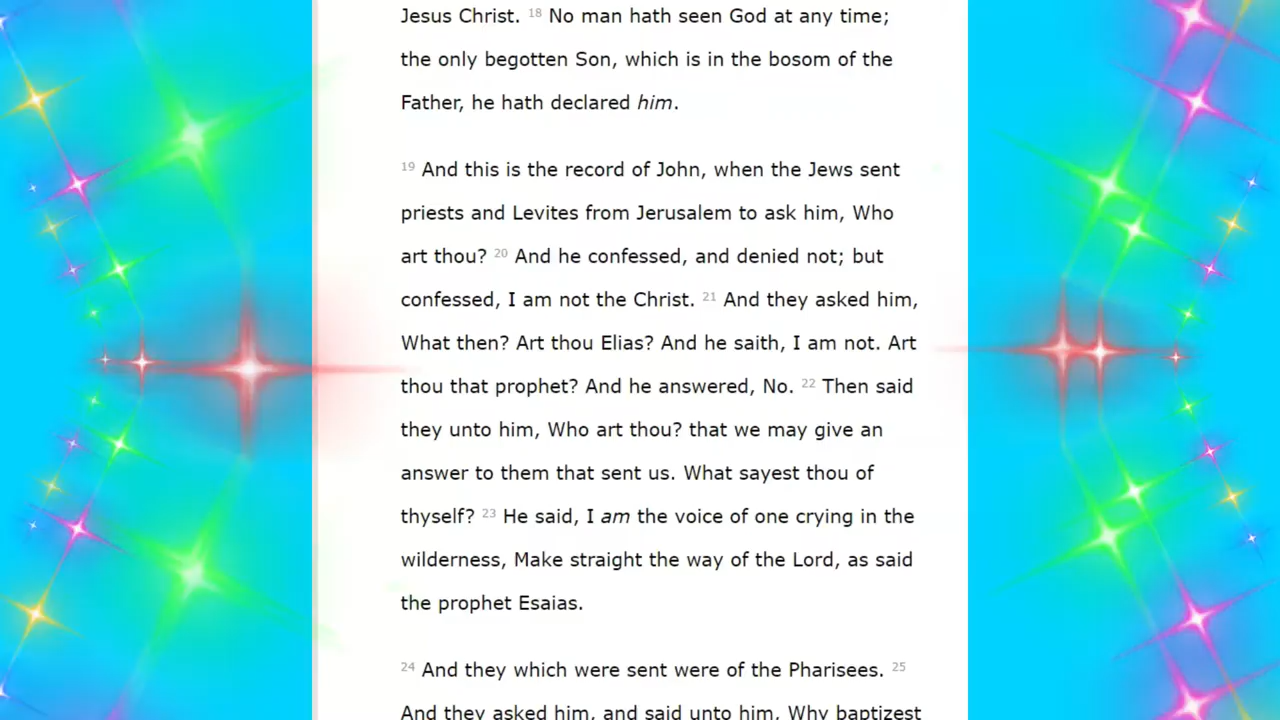 Jesus Christ. 18 No man hath seen God at any time;
the only begotten Son, which is in the bosom of the
Father, he hath declared him.
19 And this is the record of John, when the Jews sent
priests and Levites from Jerusalem to ask him, Who
art thou? 20 And he confessed, and denied not; but
confessed, I am not the Christ. 21 And they asked him,
What then? Art thou Elias? And he saith, I am not. Art
thou that prophet? And he answered, No. 22 Then said
they unto him, Who art thou? that we may give an
answer to them that sent us. What sayest thou of
thyself? 23 He said, I am the voice of one crying in the
wilderness, Make straight the way of the Lord, as said
the prophet Esaias.
24 And they which were sent were of the Pharisees. 25
And they asked him, and said unto him, Why baptizest